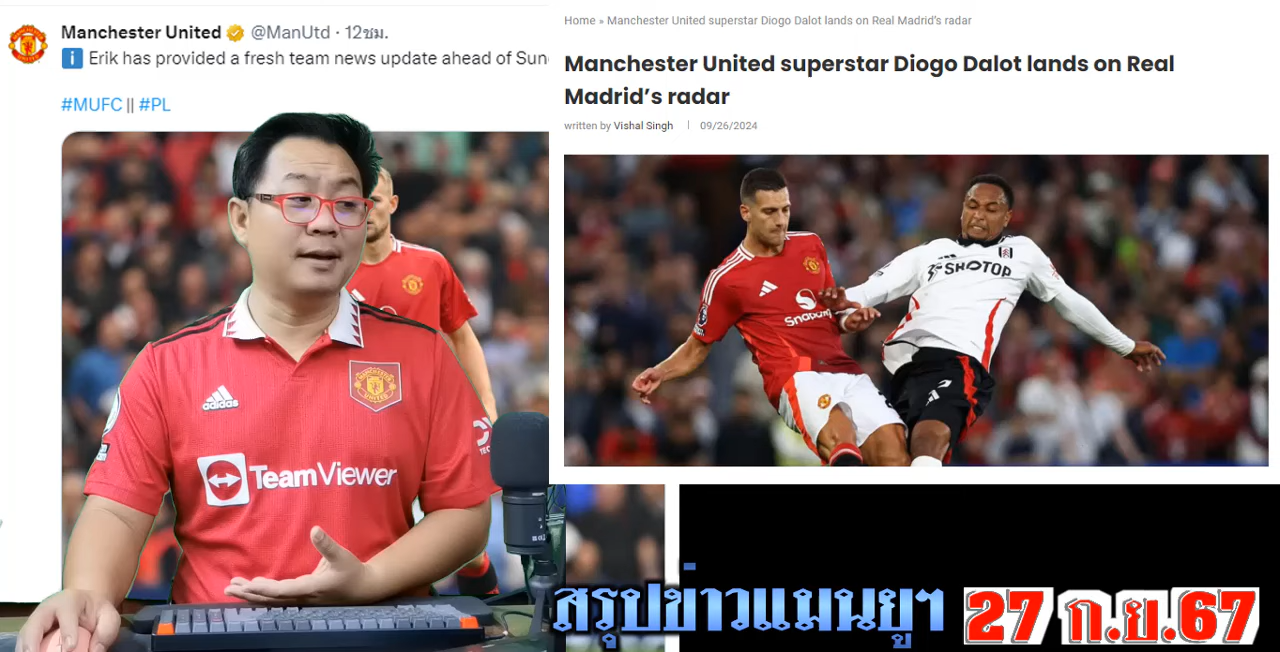 Manchester United @ManUtd · 12ชม.
i Erik has provided a fresh team news update ahead of Sun
#MUFC || #PL
Home » Manchester United superstar Diogo Dalot lands on Real Madrid's radar
Manchester United superstar Diogo Dalot lands on Real
Madrid's radar
written by Vishal Singh | 09/26/2024
SHOTOP
Snapdrag
adidas
TeamViewer
สรุปข่าวแมนยูฯ 27 ก.ย.67